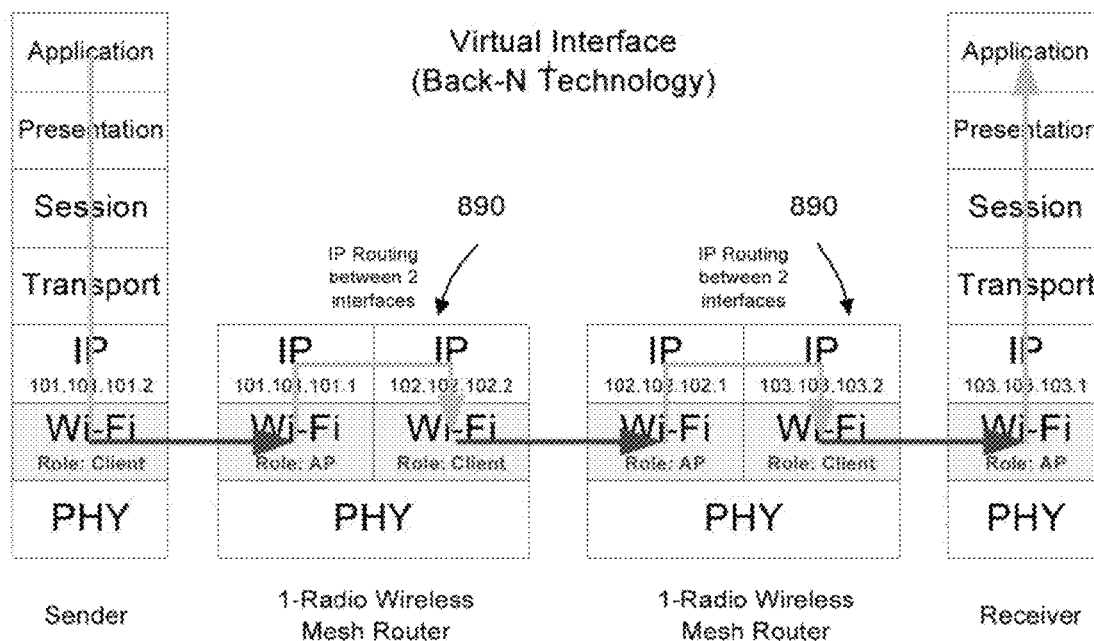 Virtual Interface
(Back-N Technology)
Application
Presentation
Session
Transport
IP
101.101.101.2
Wi-Fi
Role: Client
PHY
Sender
890
IP Routing
between 2
interfaces
IP
101.101.101.1
Wi-Fi
Role: AP
IP
102.102.102.2
Wi-Fi
Role: Client
PHY
1-Radio Wireless
Mesh Router
890
IP Routing
between 2
interfaces
IP
102.102.102.1
Wi-Fi
Role: AP
IP
103.103.103.2
Wi-Fi
Role: Client
PHY
1-Radio Wireless
Mesh Router
Application
Presentation
Session
Transport
IP
103.103.103.1
Wi-Fi
Role: AP
PHY
Receiver